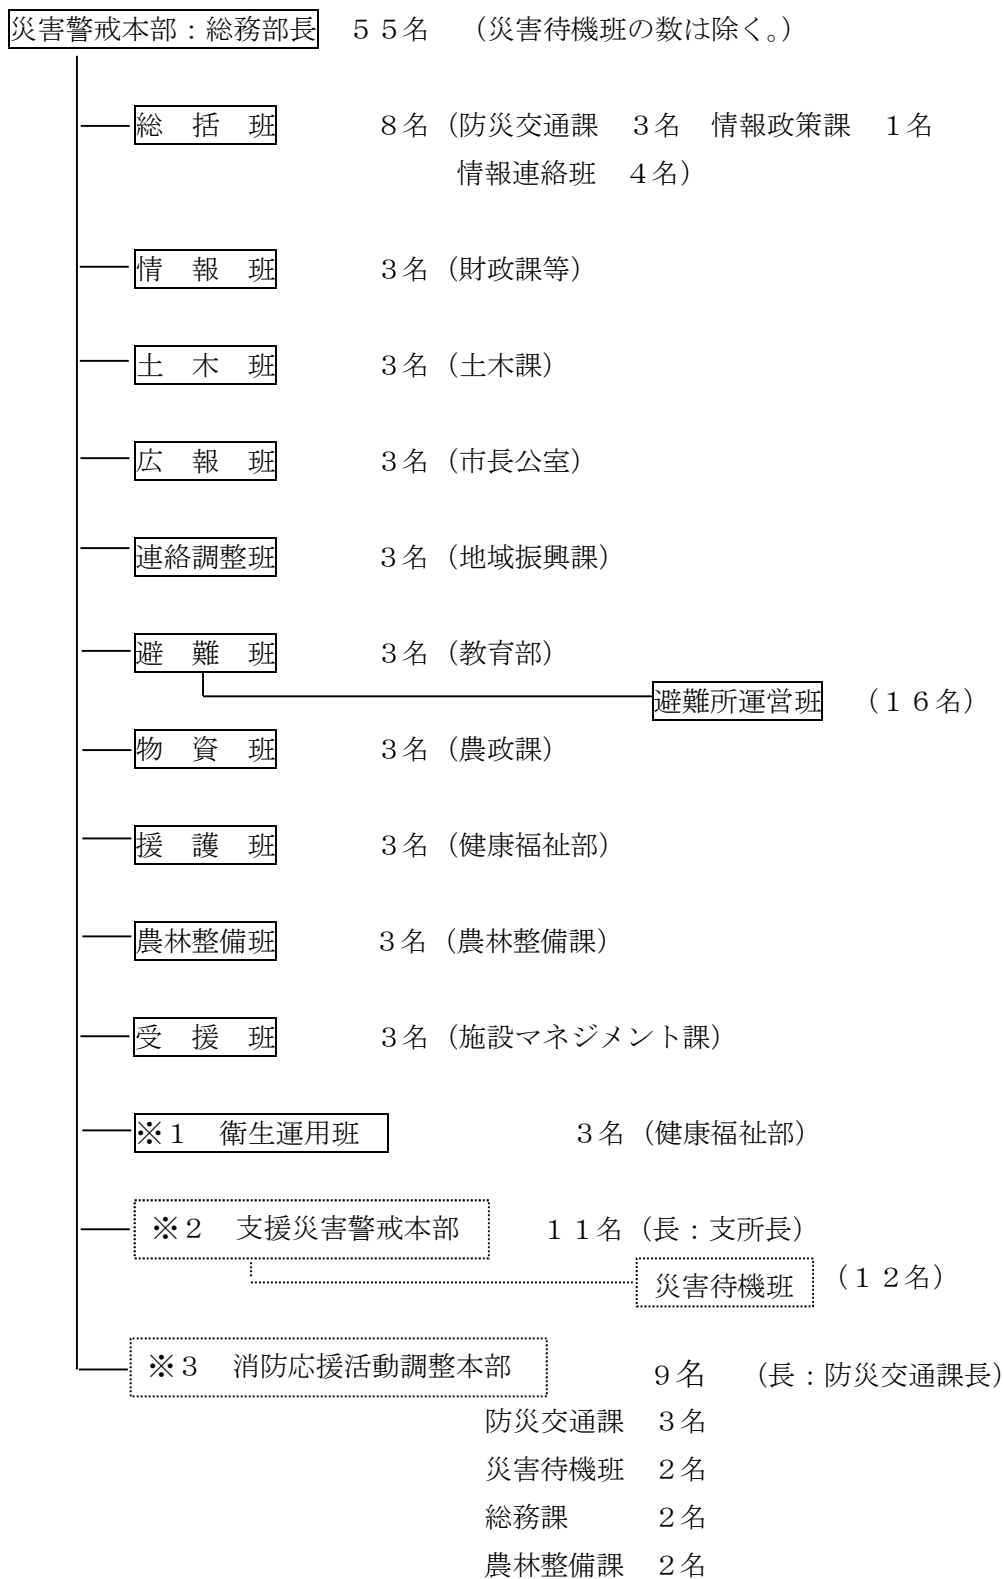 災害警戒本部：総務部長　５５名　（災害待機班の数は除く。）
総　括　班　８名（防災交通課　３名　情報政策課　１名
情報連絡班　４名）
情　報　班　３名（財政課等）
土　木　班　３名（土木課）
広　報　班　３名（市長公室）
連絡調整班　３名（地域振興課）
避　難　班　３名（教育部）
避難所運営班　（１６名）
物　資　班　３名（農政課）
援　護　班　３名（健康福祉部）
農林整備班　３名（農林整備課）
受　援　班　３名（施設マネジメント課）
※１　衛生運用班　３名（健康福祉部）
※２　支援災害警戒本部　１１名（長：支所長）
災害待機班　（１２名）
※３　消防応援活動調整本部　９名　（長：防災交通課長）
防災交通課　３名
災害待機班　２名
総務課　２名
農林整備課　２名